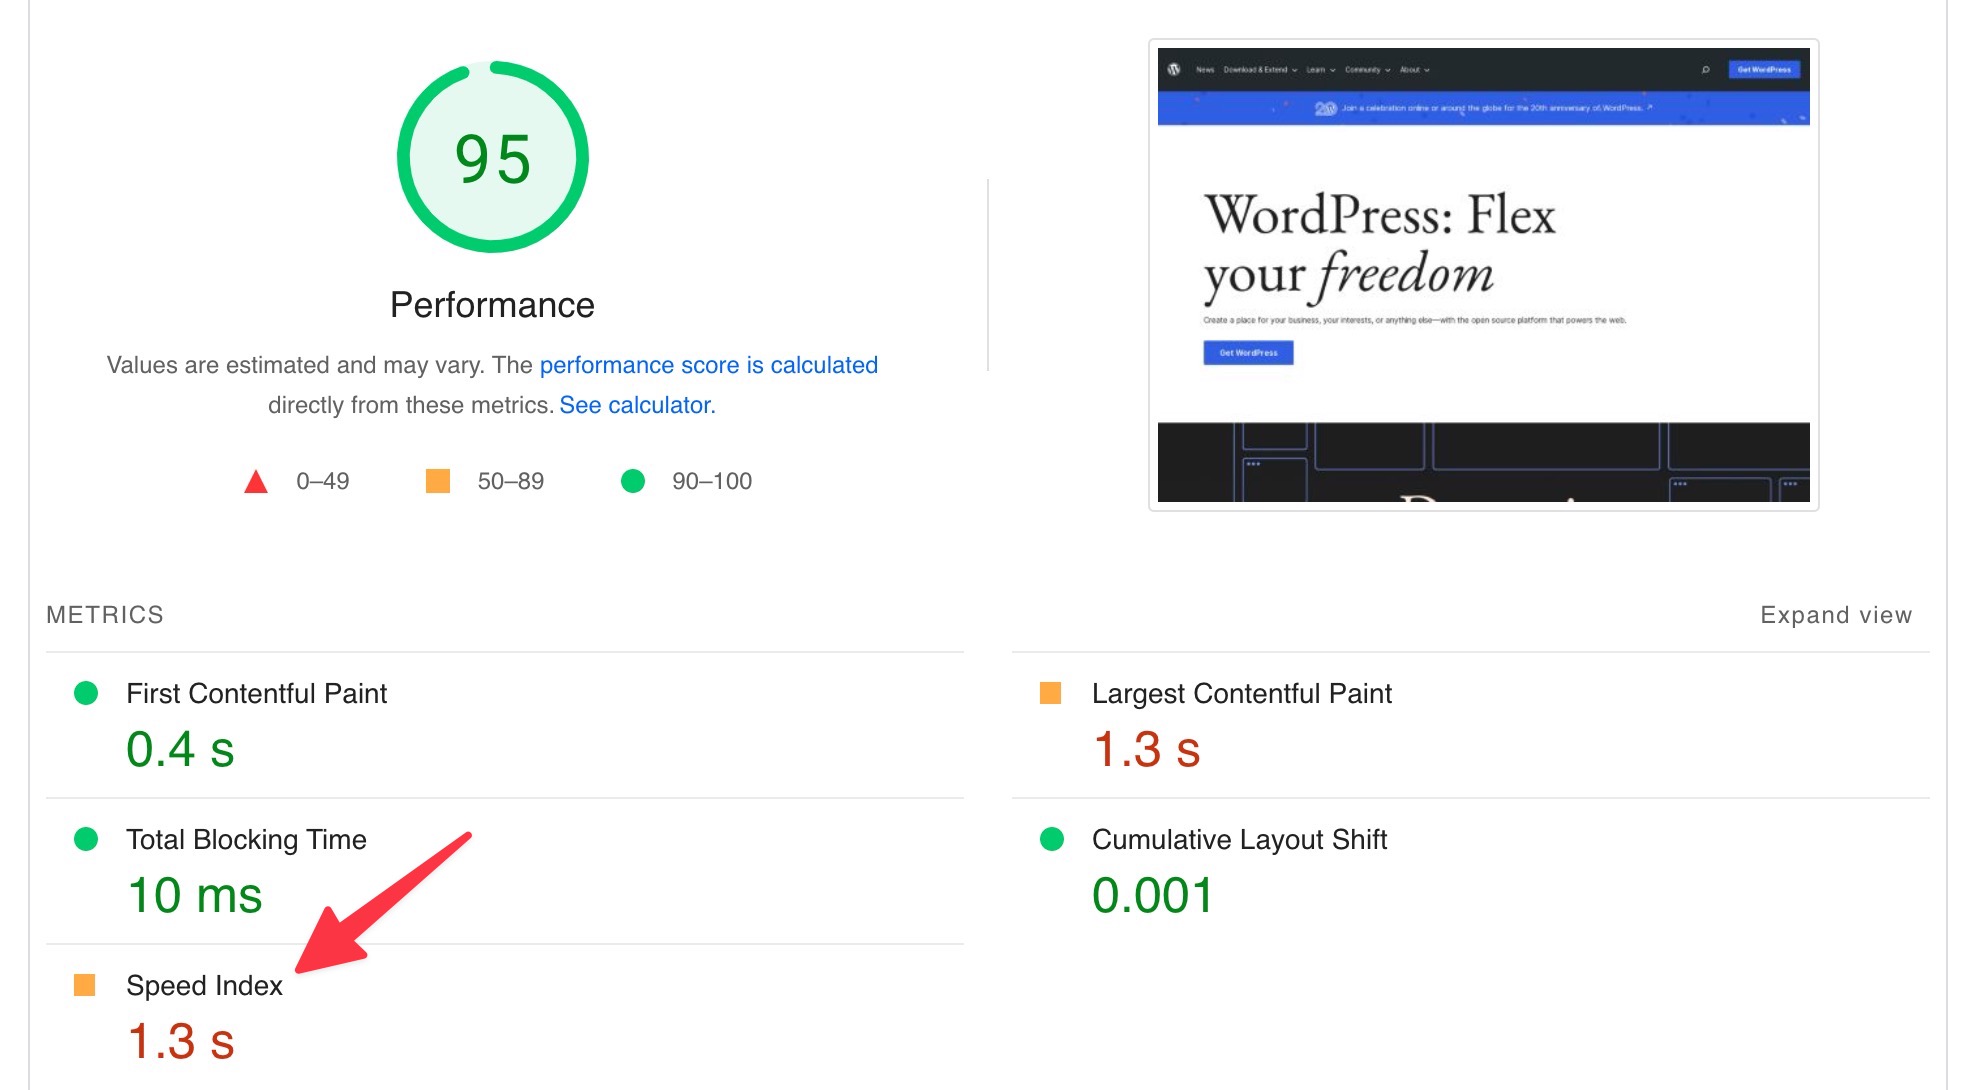 95
Performance
Values are estimated and may vary. The performance score is calculated
directly from these metrics. See calculator.
0–49
50–89
90–100
News Download & Extend Learn Community About
Get WordPress
20 Join a celebration online or around the globe for the 20th anniversary of WordPress.
WordPress: Flex
your freedom
Create a place for your business, your interests, or anything else—with the open source platform that powers the web.
Get WordPress
METRICS
Expand view
First Contentful Paint
0.4 s
Largest Contentful Paint
1.3 s
Total Blocking Time
10 ms
Cumulative Layout Shift
0.001
Speed Index
1.3 s